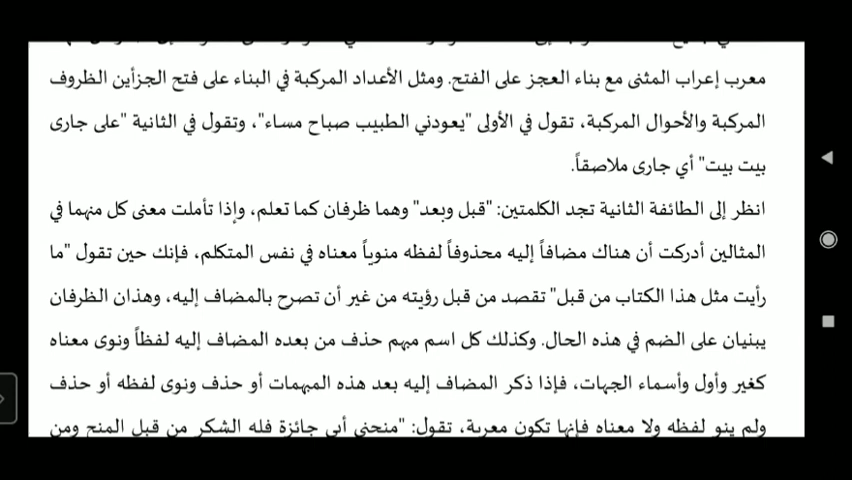 معرب إعراب المثنى مع بناء العجز على الفتح. ومثل الأعداد المركبة في البناء على فتح الجزأين الظروف
المركبة والأحوال المركبة، تقول في الأولى "يعودني الطبيب صباح مساء"، وتقول في الثانية "على جارى
بيت بيت" أي جارى ملاصقاً.
انظر إلى الطائفة الثانية تجد الكلمتين: "قبل وبعد" وهما ظرفان كما تعلم، وإذا تأملت معنى كل منهما في
المثالين أدركت أن هناك مضافاً إليه محذوفاً لفظه منوياً معناه في نفس المتكلم، فإنك حين تقول "ما
رأيت مثل هذا الكتاب من قبل" تقصد من قبل رؤيته من غير أن تصرح بالمضاف إليه، وهذان الظرفان
يبنيان على الضم في هذه الحال. وكذلك كل اسم مبهم حذف من بعده المضاف إليه لفظاً ونوى معناه
كغير وأول وأسماء الجهات، فإذا ذكر المضاف إليه بعد هذه المبهمات أو حذف ونوى لفظه أو حذف
ولم ينو لفظه ولا معناه فإنها تكون معربة، تقول: "منحني أبي جائزة فله الشكر من قبل المنح ومن